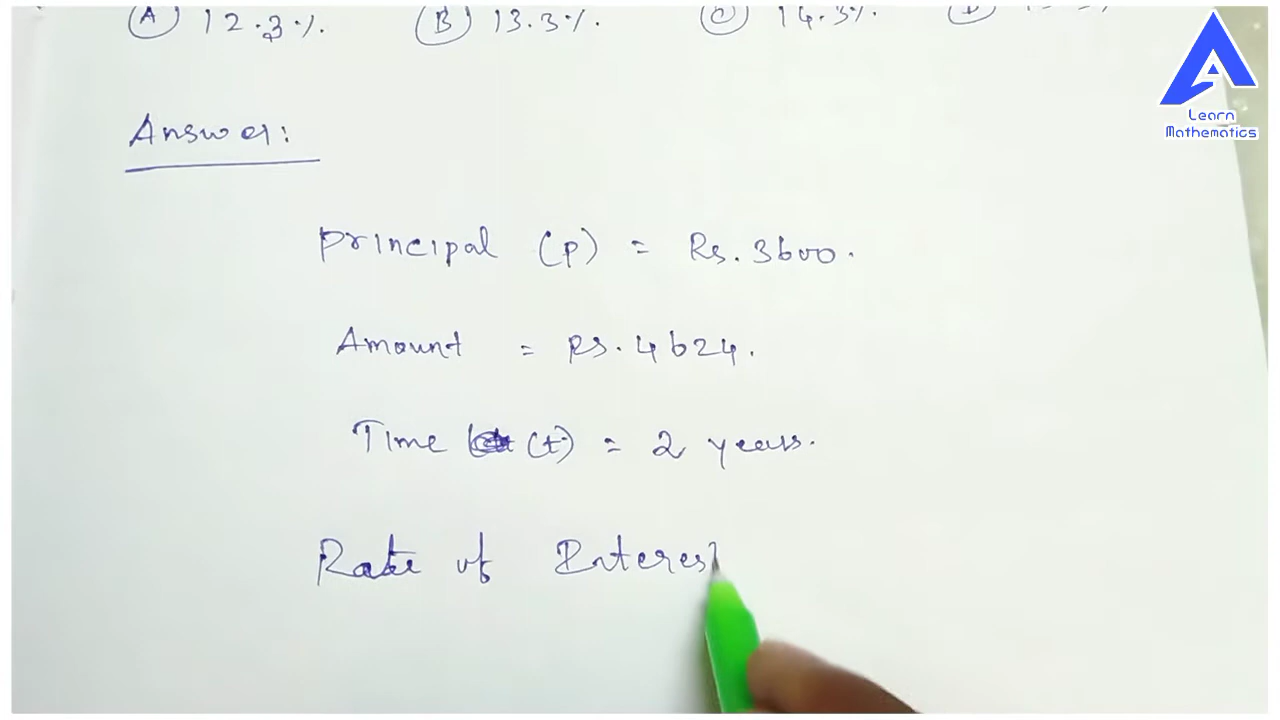 (A) 12.3%. (B) 13.3%. (C) 14.3%.
Learn
Mathematics
Answer:
Principal (P) = Rs. 3600.
Amount = Rs. 4624.
Time (t) = 2 years.
Rate of Interest